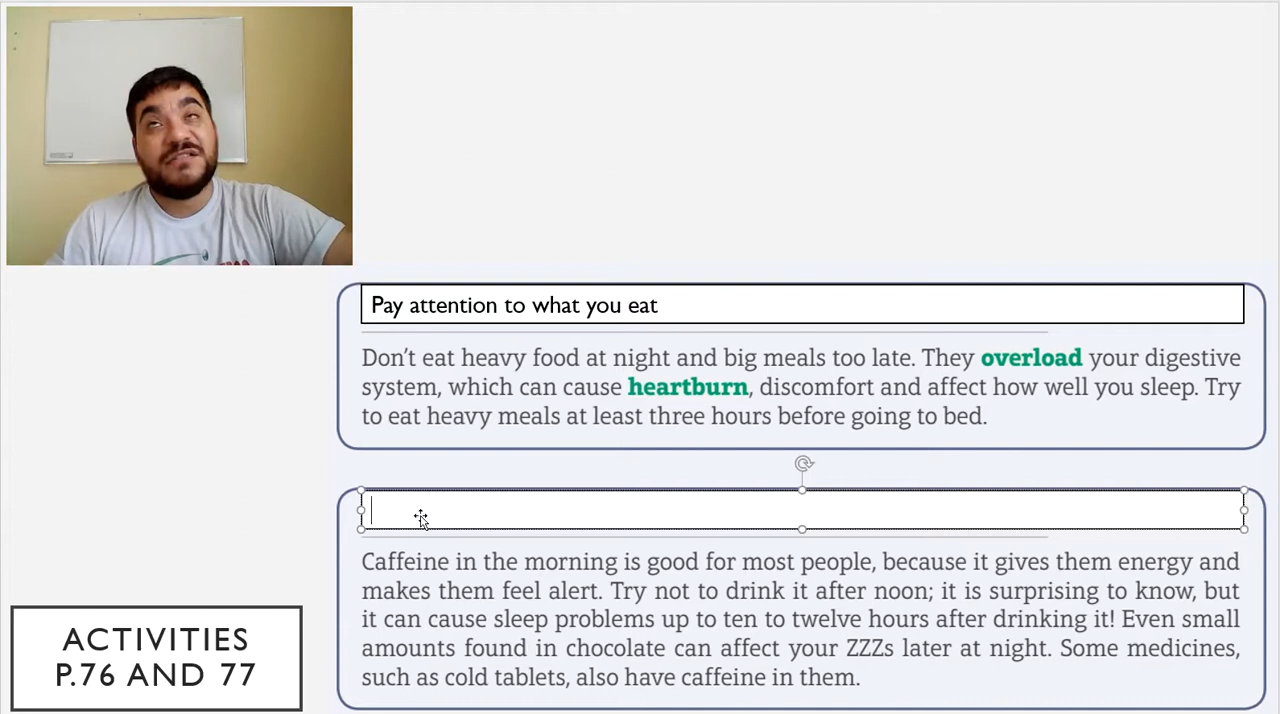 Pay attention to what you eat
Don't eat heavy food at night and big meals too late. They overload your digestive
system, which can cause heartburn, discomfort and affect how well you sleep. Try
to eat heavy meals at least three hours before going to bed.
Caffeine in the morning is good for most people, because it gives them energy and
makes them feel alert. Try not to drink it after noon; it is surprising to know, but
it can cause sleep problems up to ten to twelve hours after drinking it! Even small
amounts found in chocolate can affect your ZZZs later at night. Some medicines,
such as cold tablets, also have caffeine in them.
ACTIVITIES
P.76 AND 77